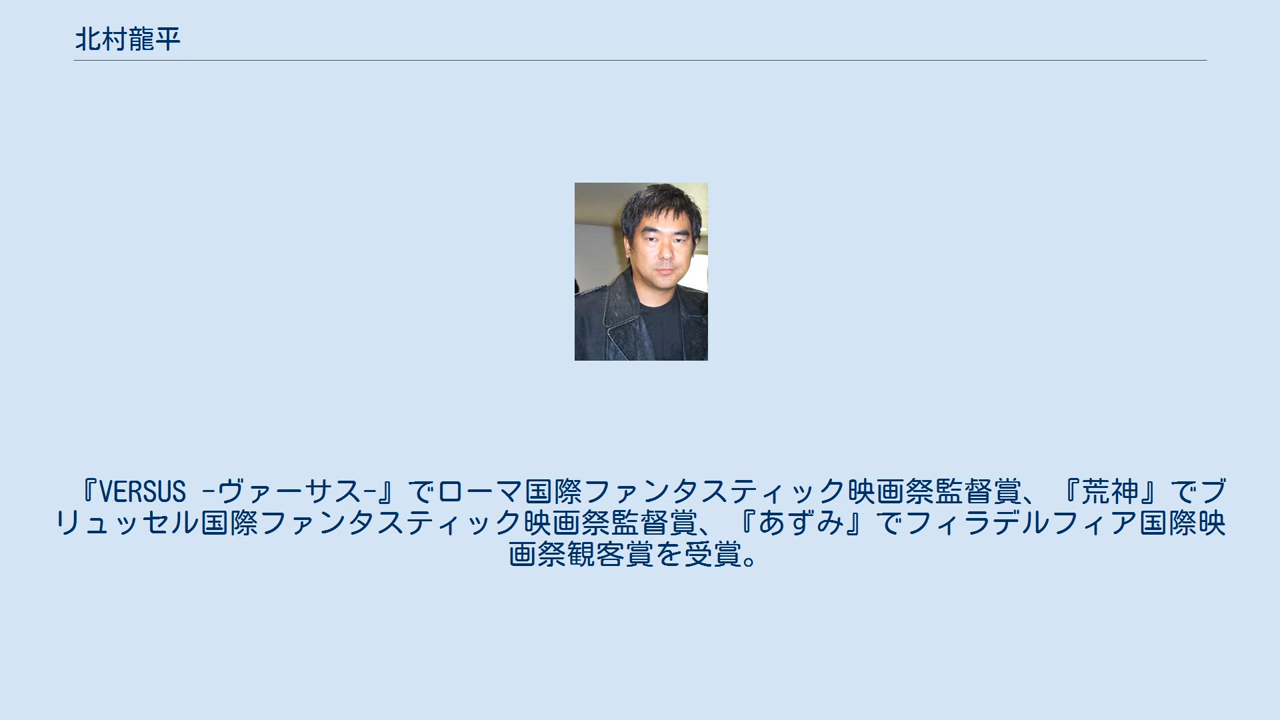 北村龍平
『VERSUS -ヴァーサス-』でローマ国際ファンタスティック映画祭監督賞、『荒神』でブ
リュッセル国際ファンタスティック映画祭監督賞、『あずみ』でフィラデルフィア国際映
画祭観客賞を受賞。